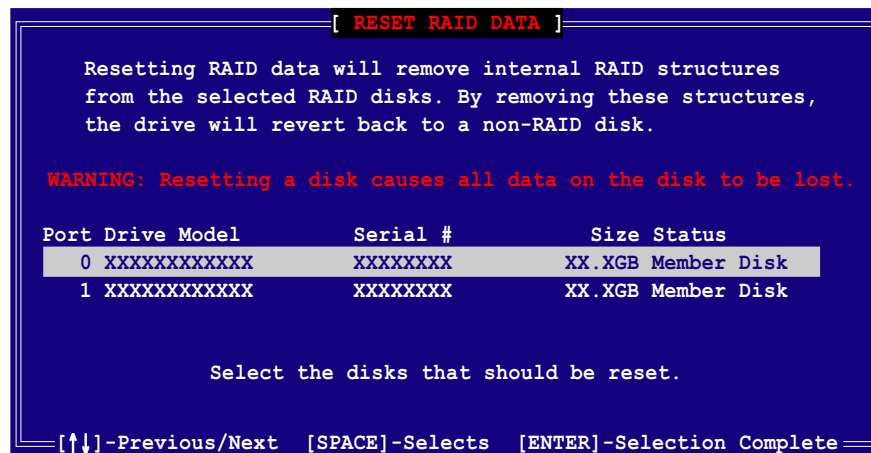 [ RESET RAID DATA ]
Resetting RAID data will remove internal RAID structures
from the selected RAID disks. By removing these structures,
the drive will revert back to a non-RAID disk.
WARNING: Resetting a disk causes all data on the disk to be lost.
Port Drive Model Serial # Size Status
0 XXXXXXXXXXXX XXXXXXXX XX.XGB Member Disk
1 XXXXXXXXXXXX XXXXXXXX XX.XGB Member Disk
Select the disks that should be reset.
[↑↓]-Previous/Next [SPACE]-Selects [ENTER]-Selection Complete